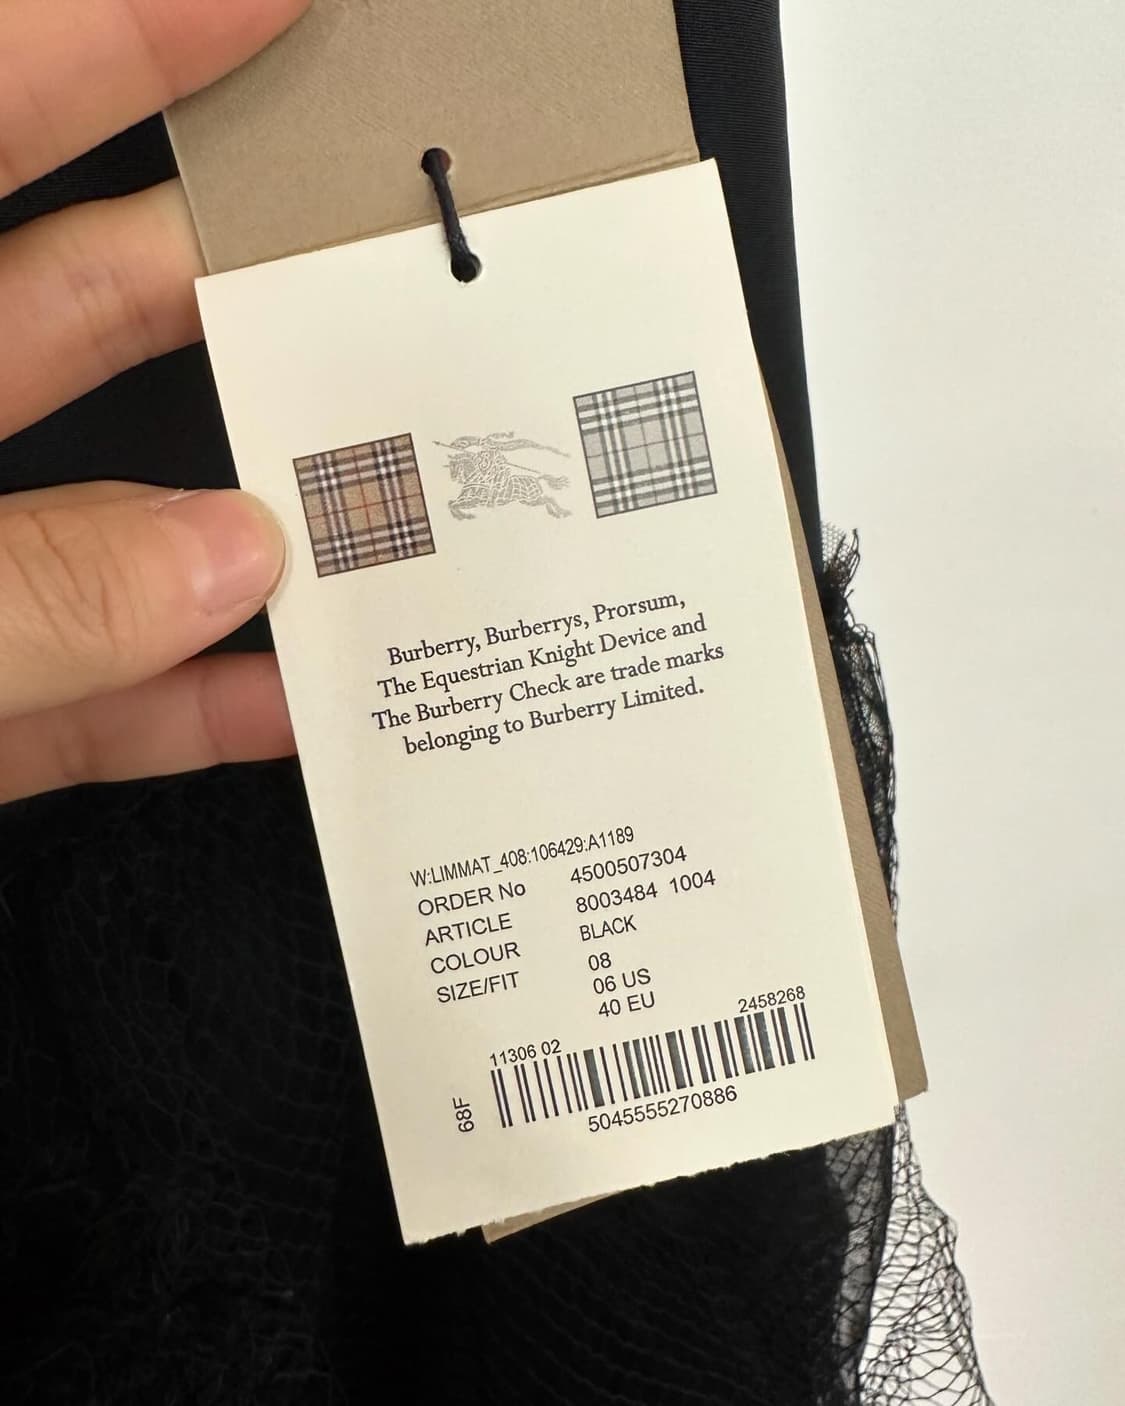 Burberry, Burberrys, Prorsum,
The Equestrian Knight Device and
The Burberry Check are trade marks
belonging to Burberry Limited.
W:LIMMAT_408:106429:A1189
ORDER No 4500507304
ARTICLE 8003484 1004
COLOUR BLACK
SIZE/FIT 08
06 US
40 EU
11306 02 2458268
68F
5045555270886